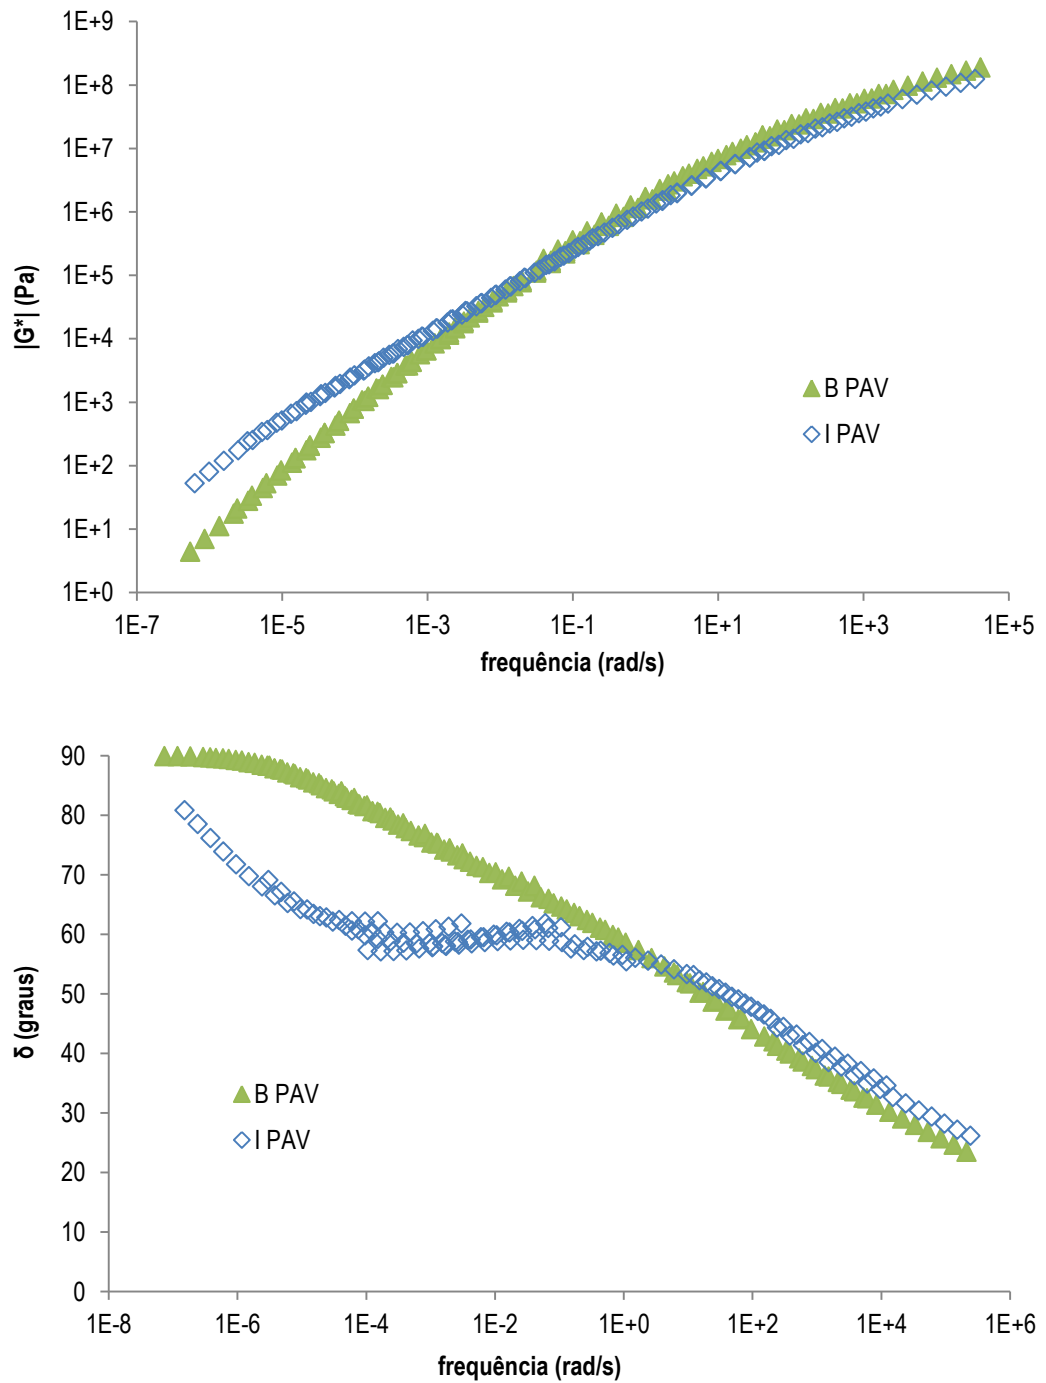 1E+9
1E+8
1E+7
1E+6
1E+5
1E+4
1E+3
1E+2
1E+1
1E+0
|G*| (Pa)
B PAV
I PAV
1E-7 1E-5 1E-3 1E-1 1E+1 1E+3 1E+5
frequência (rad/s)
90
80
70
60
50
40
30
20
10
0
δ (graus)
B PAV
I PAV
1E-8 1E-6 1E-4 1E-2 1E+0 1E+2 1E+4 1E+6
frequência (rad/s)